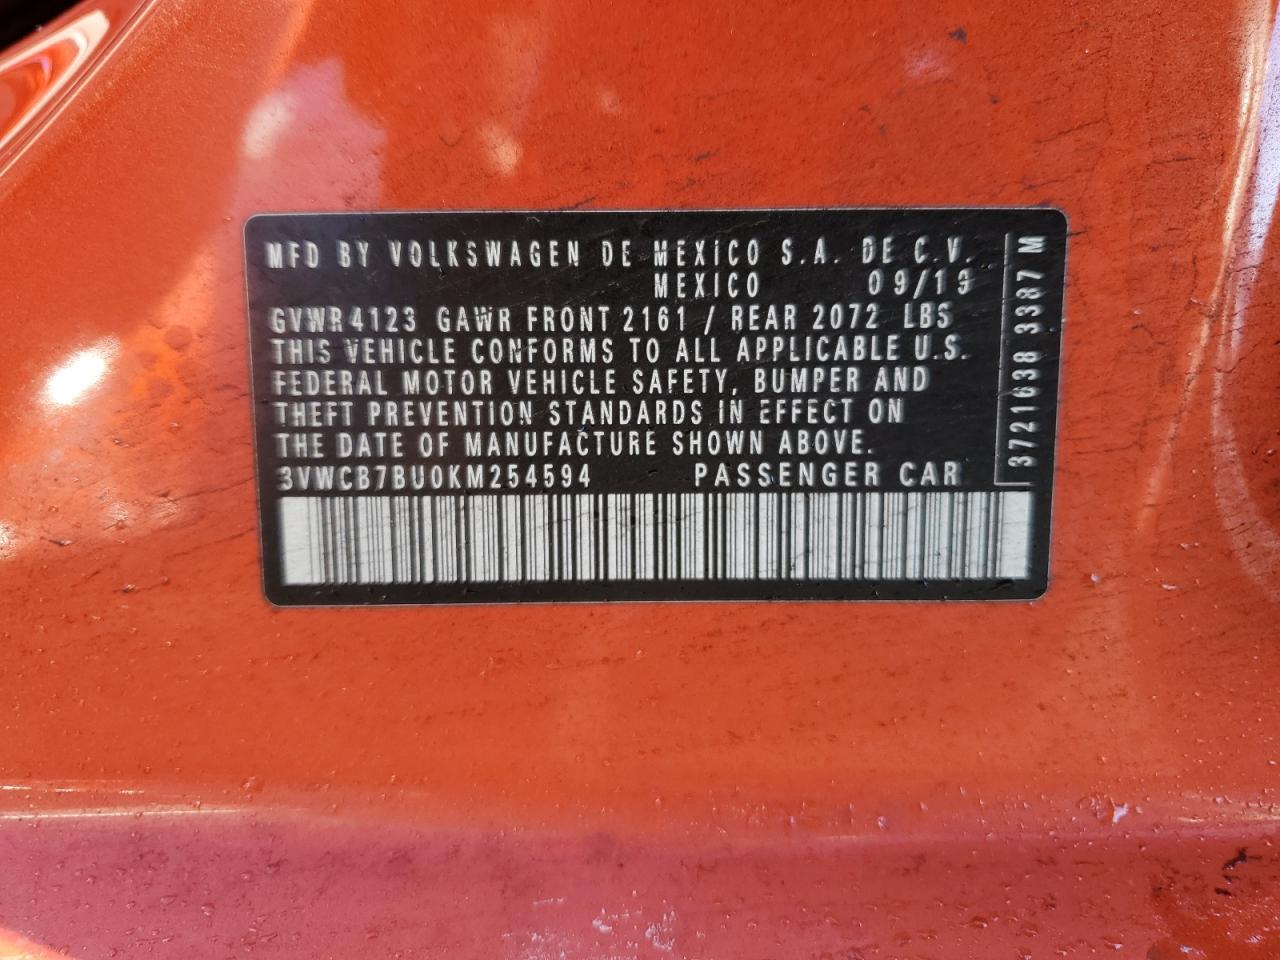 MFD BY VOLKSWAGEN DE MEXICO S.A. DE C.V.
MEXICO 09/19
GVWR 4123 GAWR FRONT 2161 / REAR 2072 LBS
THIS VEHICLE CONFORMS TO ALL APPLICABLE U.S.
FEDERAL MOTOR VEHICLE SAFETY, BUMPER AND
THEFT PREVENTION STANDARDS IN EFFECT ON
THE DATE OF MANUFACTURE SHOWN ABOVE.
3VWCB7BU0KM254594 PASSENGER CAR
3721638 3387 M